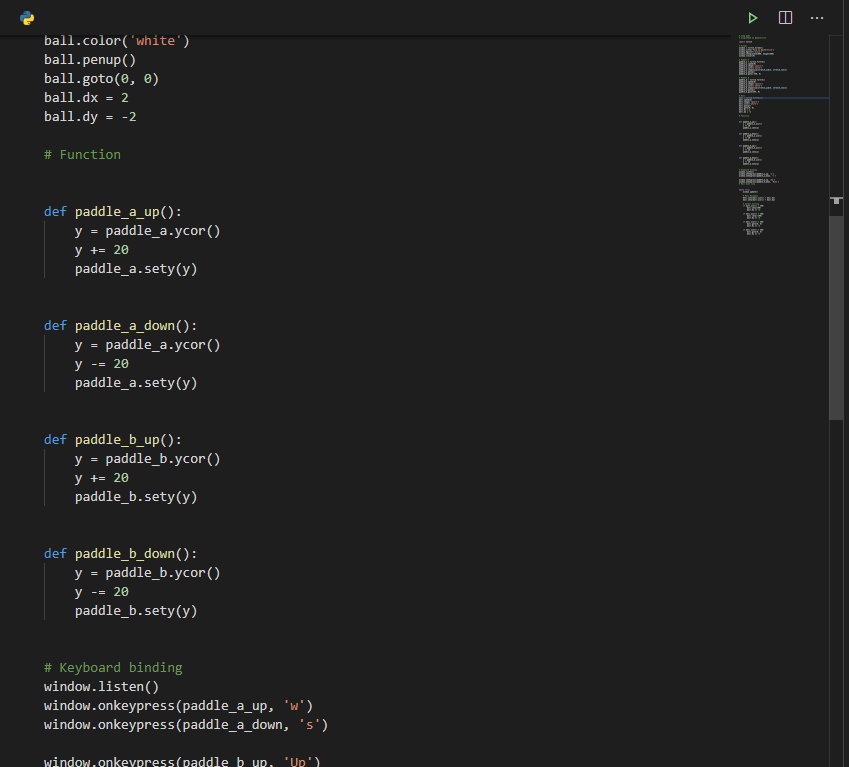 ball.color('white')
ball.penup()
ball.goto(0, 0)
ball.dx = 2
ball.dy = -2
# Function
def paddle_a_up():
    y = paddle_a.ycor()
    y += 20
    paddle_a.sety(y)
def paddle_a_down():
    y = paddle_a.ycor()
    y -= 20
    paddle_a.sety(y)
def paddle_b_up():
    y = paddle_b.ycor()
    y += 20
    paddle_b.sety(y)
def paddle_b_down():
    y = paddle_b.ycor()
    y -= 20
    paddle_b.sety(y)
# Keyboard binding
window.listen()
window.onkeypress(paddle_a_up, 'w')
window.onkeypress(paddle_a_down, 's')
window.onkeypress(paddle_b_up, 'Up')